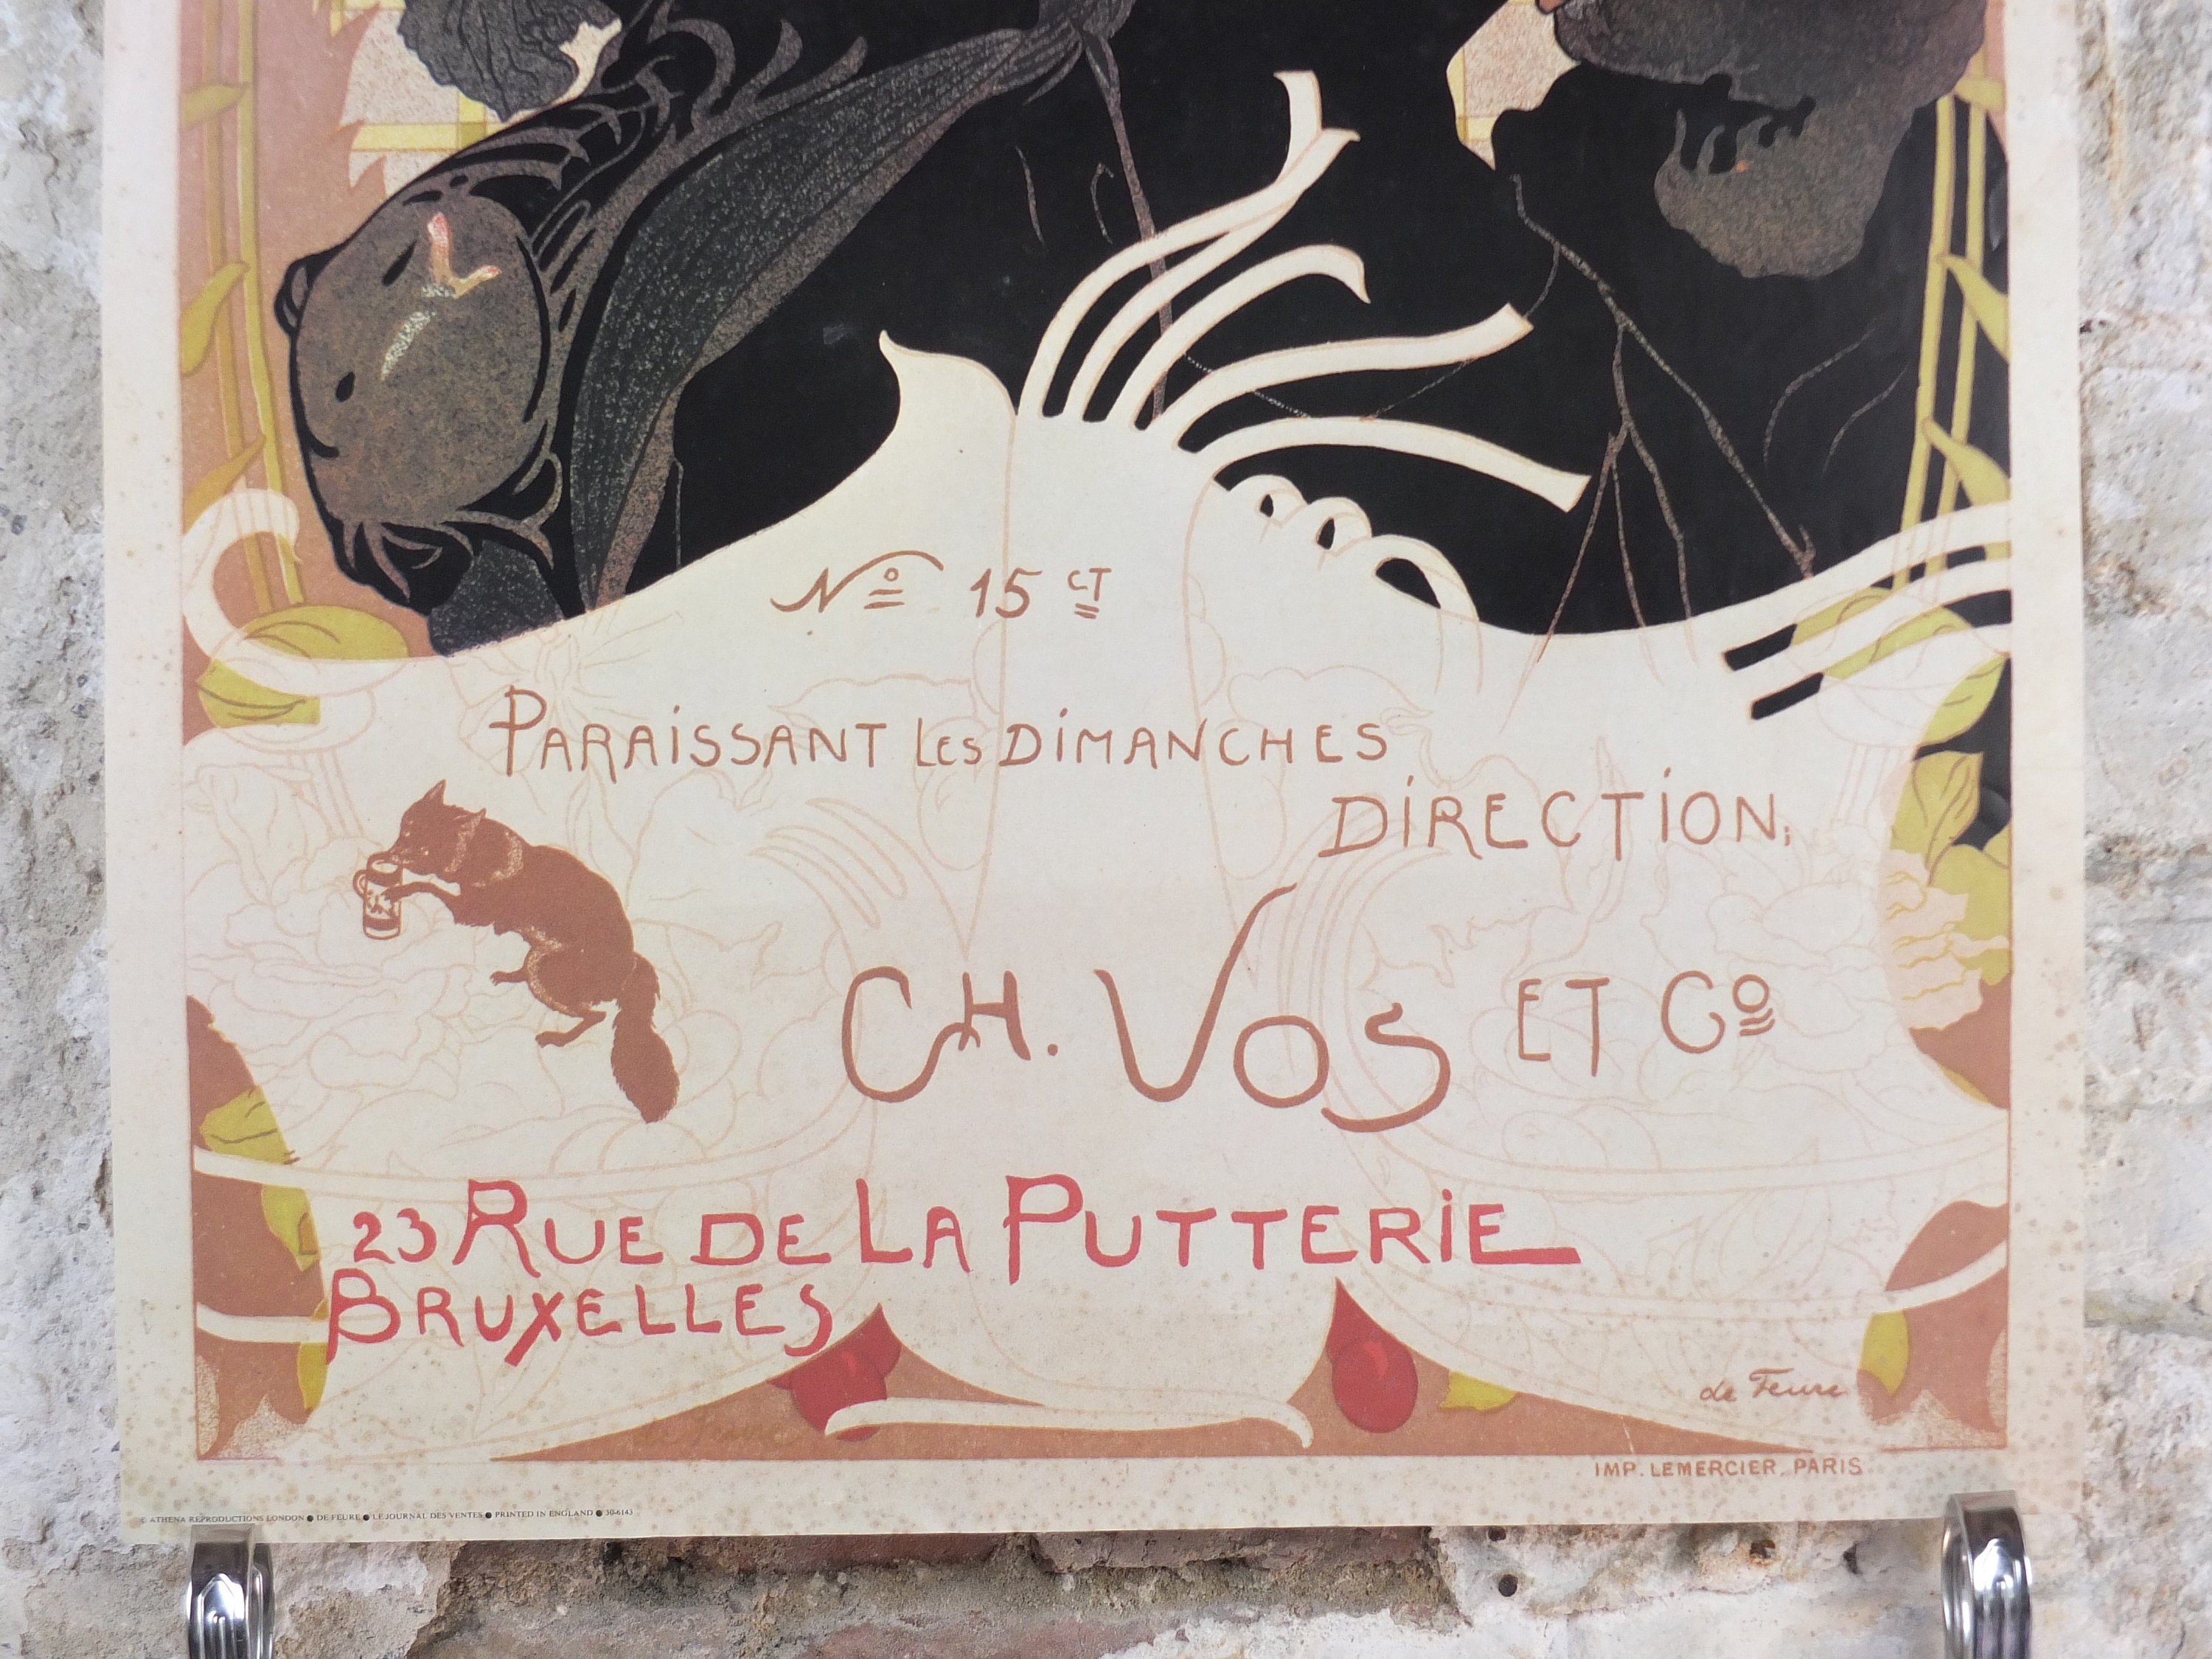 Nº 15 CT
PARAISSANT LES DIMANCHES
DIRECTION;
CH. VOS ET Cº
23 RUE DE LA PUTTERIE
BRUXELLES
de Feure
IMP. LEMERCIER. PARIS
© ATHENA REPRODUCTIONS LONDON ● DE FEURE ● LE JOURNAL DES VENTES ● PRINTED IN ENGLAND ● 30-6143